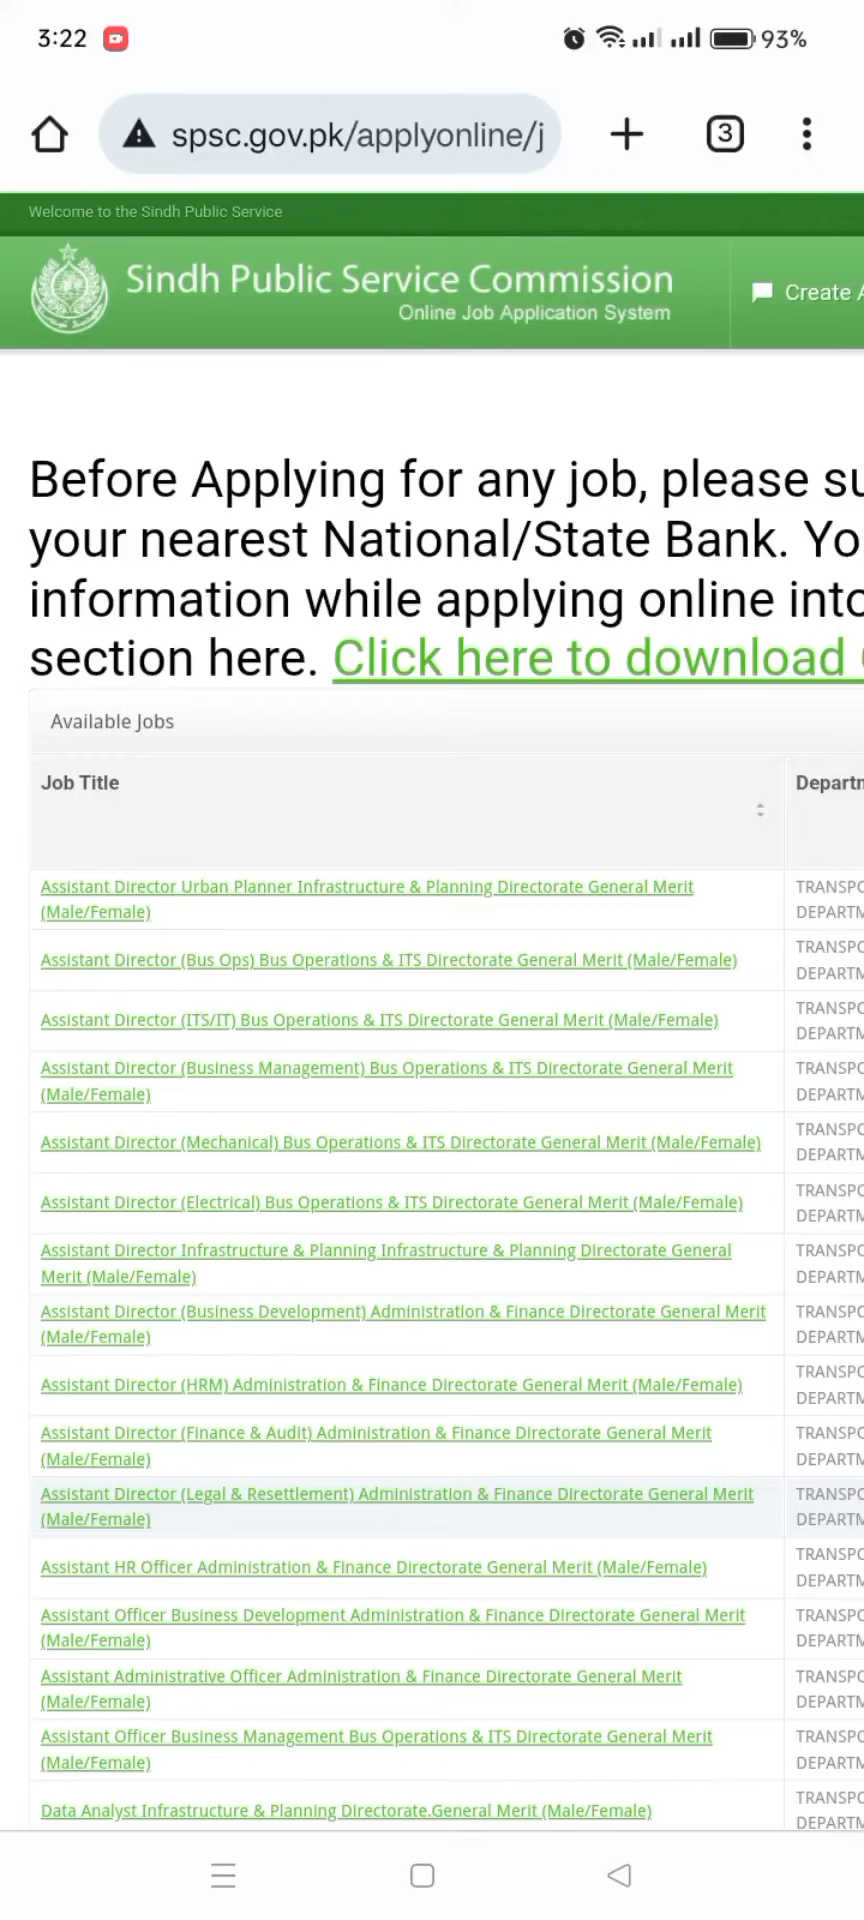 3:22
93%
spsc.gov.pk/applyonline/j
3
Welcome to the Sindh Public Service
Sindh Public Service Commission
Online Job Application System
Create
Before Applying for any job, please
your nearest National/State Bank.
information while applying online
section here. Click here to download
Available Jobs
Job Title
Assistant Director Urban Planner Infrastructure & Planning Directorate General Merit
(Male/Female)
Assistant Director (Bus Ops) Bus Operations & ITS Directorate General Merit (Male/Female)
Assistant Director (ITS/IT) Bus Operations & ITS Directorate General Merit (Male/Female)
Assistant Director (Business Management) Bus Operations & ITS Directorate General Merit
(Male/Female)
Assistant Director (Mechanical) Bus Operations & ITS Directorate General Merit (Male/Female)
Assistant Director (Electrical) Bus Operations & ITS Directorate General Merit (Male/Female)
Assistant Director Infrastructure & Planning Infrastructure & Planning Directorate General
Merit (Male/Female)
Assistant Director (Business Development) Administration & Finance Directorate General Merit
(Male/Female)
Assistant Director (HRM) Administration & Finance Directorate General Merit (Male/Female)
Assistant Director (Finance & Audit) Administration & Finance Directorate General Merit
(Male/Female)
Assistant Director (Legal & Resettlement) Administration & Finance Directorate General Merit
(Male/Female)
Assistant HR Officer Administration & Finance Directorate General Merit (Male/Female)
Assistant Officer Business Development Administration & Finance Directorate General Merit
(Male/Female)
Assistant Administrative Officer Administration & Finance Directorate General Merit
(Male/Female)
Assistant Officer Business Management Bus Operations & ITS Directorate General Merit
(Male/Female)
Data Analyst Infrastructure & Planning Directorate.General Merit (Male/Female)